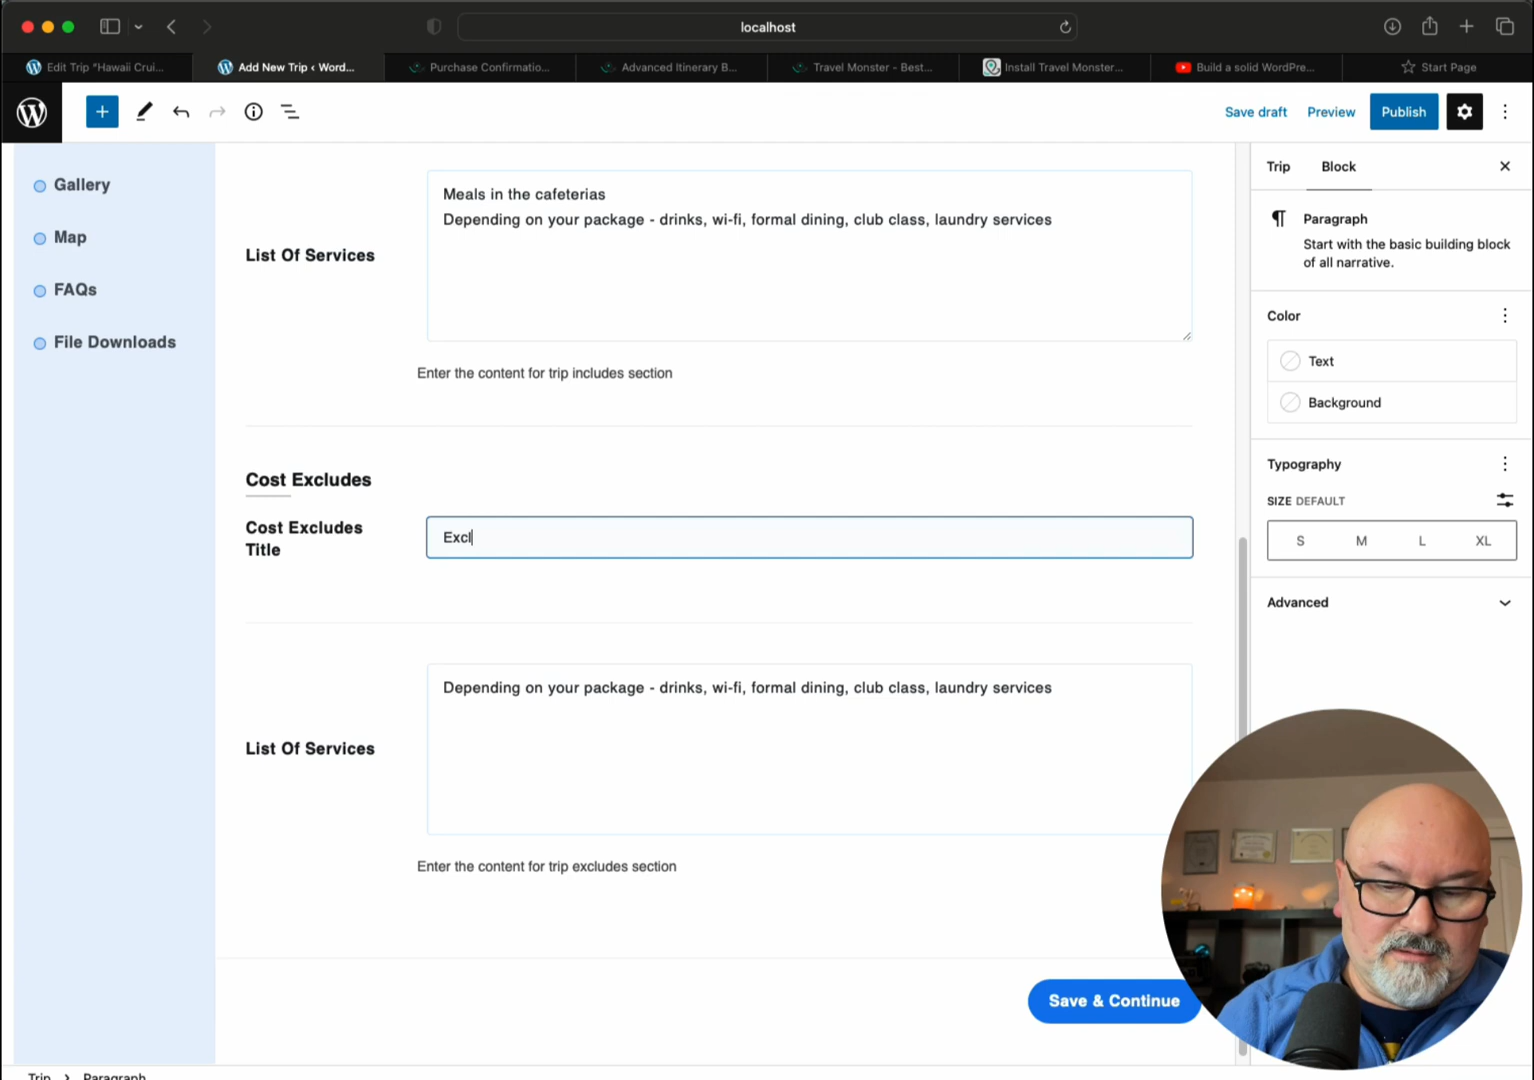 localhost
Edit Trip "Hawaii Crui...
Add New Trip ‹ Word...
Purchase Confirmatio...
Advanced Itinerary B...
Travel Monster - Best...
Install Travel Monster...
Build a solid WordPre...
Start Page
Save draft
Preview
Publish
Gallery
Map
FAQs
File Downloads
List Of Services
Meals in the cafeterias
Depending on your package - drinks, wi-fi, formal dining, club class, laundry services
Enter the content for trip includes section
Cost Excludes
Cost Excludes
Title
Excl
List Of Services
Depending on your package - drinks, wi-fi, formal dining, club class, laundry services
Enter the content for trip excludes section
Save & Continue
Trip
Block
Paragraph
Start with the basic building block
of all narrative.
Color
Text
Background
Typography
SIZE DEFAULT
S M L XL
Advanced
Trip › Paragraph